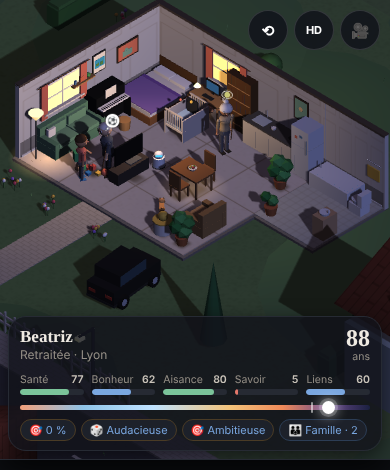 HD
Beatriz
88
Retraitée · Lyon
ans
Santé 77 Bonheur 62 Aisance 80 Savoir 5 Liens 60
0 % Audacieuse Ambitieuse Famille · 2